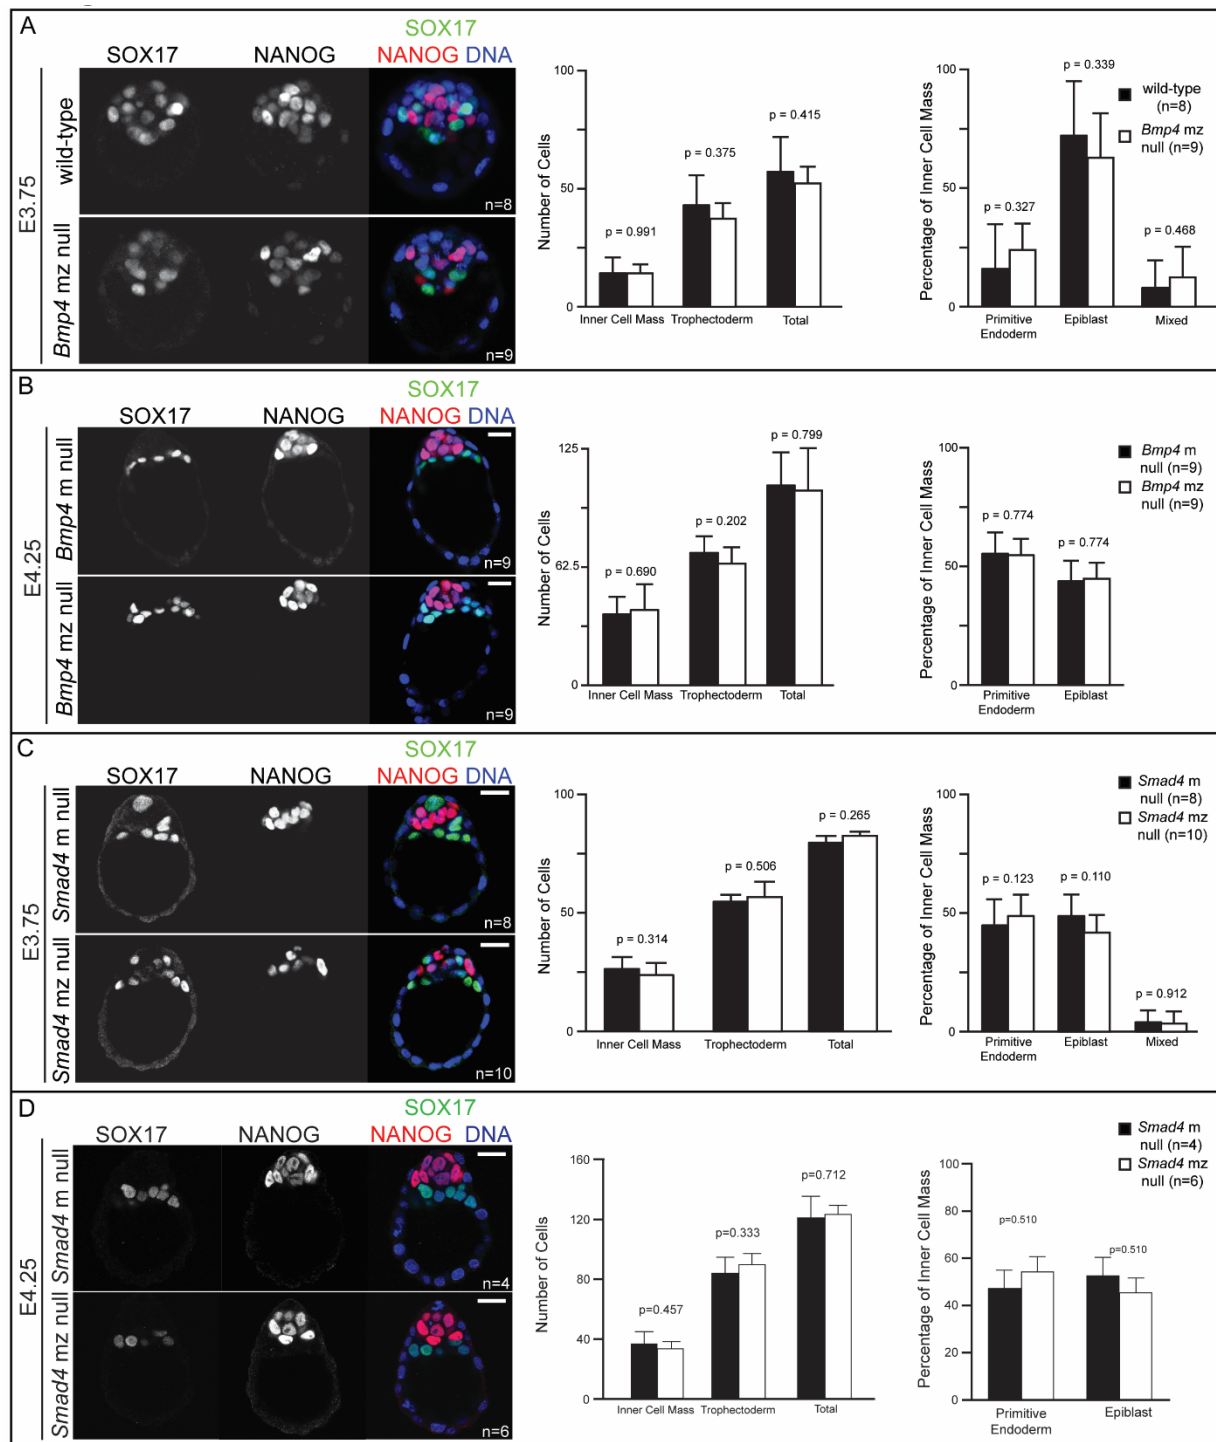 A
SOX17
SOX17 NANOG NANOG DNA
E3.75
wild-type
n=8
Bmp4 mz null
n=9
Number of Cells
100
50
0
p = 0.991
p = 0.375
p = 0.415
Inner Cell Mass Trophectoderm Total
Percentage of Inner Cell Mass
100
50
0
p = 0.327
p = 0.339
p = 0.468
Primitive Endoderm Epiblast Mixed
wild-type
(n=8)
Bmp4 mz
null (n=9)
B
SOX17
SOX17 NANOG NANOG DNA
E4.25
Bmp4 m null
n=9
Bmp4 mz null
n=9
Number of Cells
125
62.5
0
p = 0.690
p = 0.202
p = 0.799
Inner Cell Mass Trophectoderm Total
Percentage of Inner Cell Mass
100
50
0
p = 0.774
p = 0.774
Primitive Endoderm Epiblast
Bmp4 m
null (n=9)
Bmp4 mz
null (n=9)
C
SOX17
SOX17 NANOG NANOG DNA
E3.75
Smad4 m null
n=8
Smad4 mz null
n=10
Number of Cells
100
50
0
p = 0.314
p = 0.506
p = 0.265
Inner Cell Mass Trophectoderm Total
Percentage of Inner Cell Mass
100
50
0
p = 0.123
p = 0.110
p = 0.912
Primitive Endoderm Epiblast Mixed
Smad4 m
null (n=8)
Smad4 mz
null (n=10)
D
SOX17
SOX17 NANOG NANOG DNA
E4.25
Smad4 m null
n=4
Smad4 mz null
n=6
Number of Cells
160
120
80
40
0
p=0.457
p=0.333
p=0.712
Inner Cell Mass Trophectoderm Total
Percentage of Inner Cell Mass
100
80
60
40
20
0
p=0.510
p=0.510
Primitive Endoderm Epiblast
Smad4 m
null (n=4)
Smad4 mz
null (n=6)